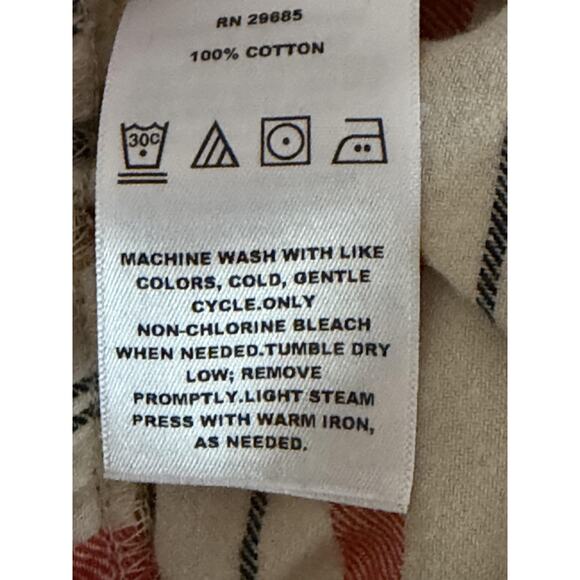 RN 29685
100% COTTON
30C
MACHINE WASH WITH LIKE
COLORS, COLD, GENTLE
CYCLE.ONLY
NON-CHLORINE BLEACH
WHEN NEEDED.TUMBLE DRY
LOW; REMOVE
PROMPTLY.LIGHT STEAM
PRESS WITH WARM IRON,
AS NEEDED.